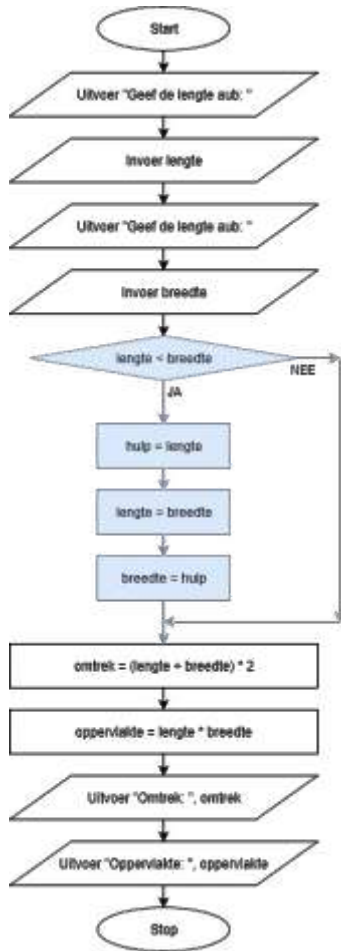 Start
Uitvoer "Geef de lengte aub: "
Invoer lengte
Uitvoer "Geef de lengte aub: "
Invoer breedte
lengte < breedte
NEE
JA
hulp = lengte
lengte = breedte
breedte = hulp
omtrek = (lengte + breedte) * 2
oppervlakte = lengte * breedte
Uitvoer "Omtrek: ", omtrek
Uitvoer "Oppervlakte: ", oppervlakte
Stop